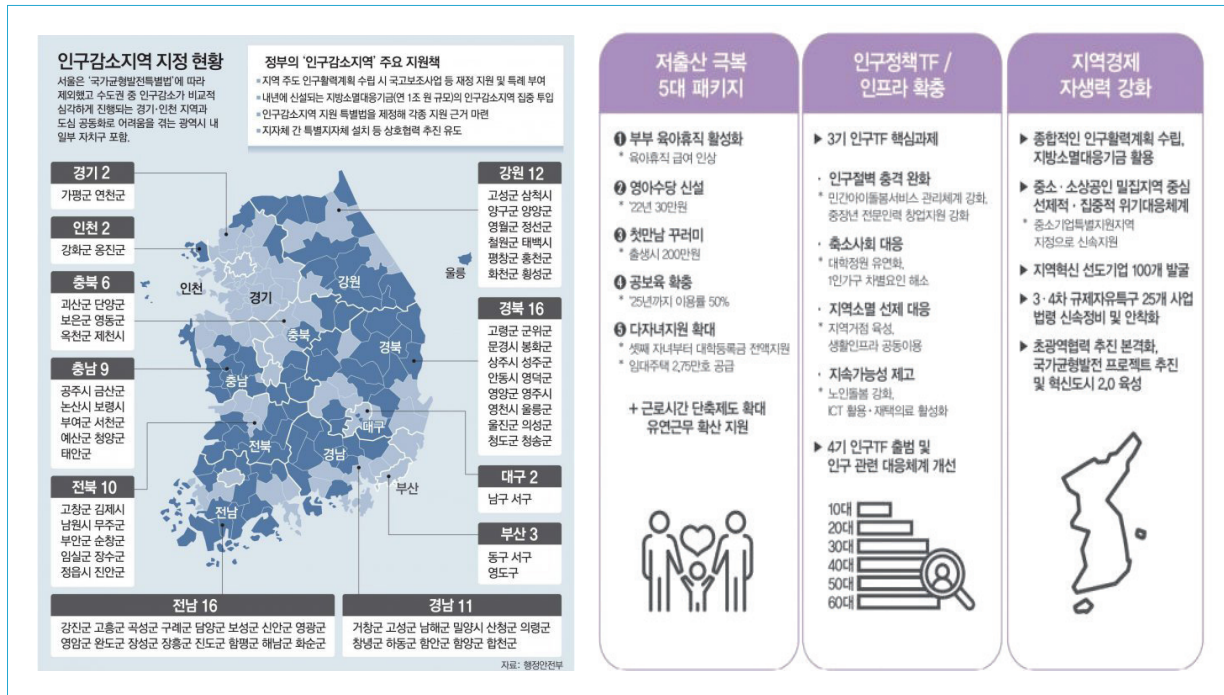 인구감소지역 지정 현황
서울은 '국가균형발전특별법'에 따라
제외했고 수도권 중 인구감소가 비교적
심각하게 진행되는 경기·인천 지역과
도심 공동화로 어려움을 겪는 광역시 내
일부 자치구 포함.
정부의 '인구감소지역' 주요 지원책
▪지역 주도 인구활력계획 수립 시 국고보조사업 등 재정 지원 및 특례 부여
▪내년에 신설되는 지방소멸대응기금(연 1조 원 규모)의 인구감소지역 집중 투입
▪인구감소지역 지원 특별법을 제정해 각종 지원 근거 마련
▪지자체 간 특별지자체 설치 등 상호협력 추진 유도
경기 2
가평군 연천군
인천 2
강화군 옹진군
충북 6
괴산군 단양군
보은군 영동군
옥천군 제천시
충남 9
공주시 금산군
논산시 보령시
부여군 서천군
예산군 청양군
태안군
전북 10
고창군 김제시
남원시 무주군
부안군 순창군
임실군 장수군
정읍시 진안군
인천
경기
강원
울릉
충북
경북
충남
대구
전북
경남
부산
전남
강원 12
고성군 삼척시
양구군 양양군
영월군 정선군
철원군 태백시
평창군 홍천군
화천군 횡성군
경북 16
고령군 군위군
문경시 봉화군
상주시 성주군
안동시 영덕군
영양군 영주시
영천시 울릉군
울진군 의성군
청도군 청송군
대구 2
남구 서구
부산 3
동구 서구
영도구
전남 16
강진군 고흥군 곡성군 구례군 담양군 보성군 신안군 영광군
영암군 완도군 장성군 장흥군 진도군 함평군 해남군 화순군
경남 11
거창군 고성군 남해군 밀양시 산청군 의령군
창녕군 하동군 함안군 함양군 합천군
자료: 행정안전부
저출산 극복
5대 패키지
❶ 부부 육아휴직 활성화
* 육아휴직 급여 인상
❷ 영아수당 신설
* '22년 30만원
❸ 첫만남 꾸러미
* 출생시 200만원
❹ 공보육 확충
* '25년까지 이용률 50%
❺ 다자녀지원 확대
* 셋째 자녀부터 대학등록금 전액지원
* 임대주택 2.75만호 공급
+ 근로시간 단축제도 확대
유연근무 확산 지원
인구정책TF /
인프라 확충
▶ 3기 인구TF 핵심과제
· 인구절벽 충격 완화
* 민간아이돌봄서비스 관리체계 강화,
중장년 전문인력 창업지원 강화
· 축소사회 대응
* 대학정원 유연화,
1인가구 차별요인 해소
· 지역소멸 선제 대응
* 지역거점 육성,
생활인프라 공동이용
· 지속가능성 제고
* 노인돌봄 강화,
ICT 활용·재택의료 활성화
▶ 4기 인구TF 출범 및
인구 관련 대응체계 개선
10대
20대
30대
40대
50대
60대
지역경제
자생력 강화
▶ 종합적인 인구활력계획 수립,
지방소멸대응기금 활용
▶ 중소·소상공인 밀집지역 중심
선제적·집중적 위기대응체계
* 중소기업특별지원지역
지정으로 신속지원
▶ 지역혁신 선도기업 100개 발굴
▶ 3·4차 규제자유특구 25개 사업
법령 신속정비 및 안착화
▶ 초광역협력 추진 본격화,
국가균형발전 프로젝트 추진
및 혁신도시 2.0 육성